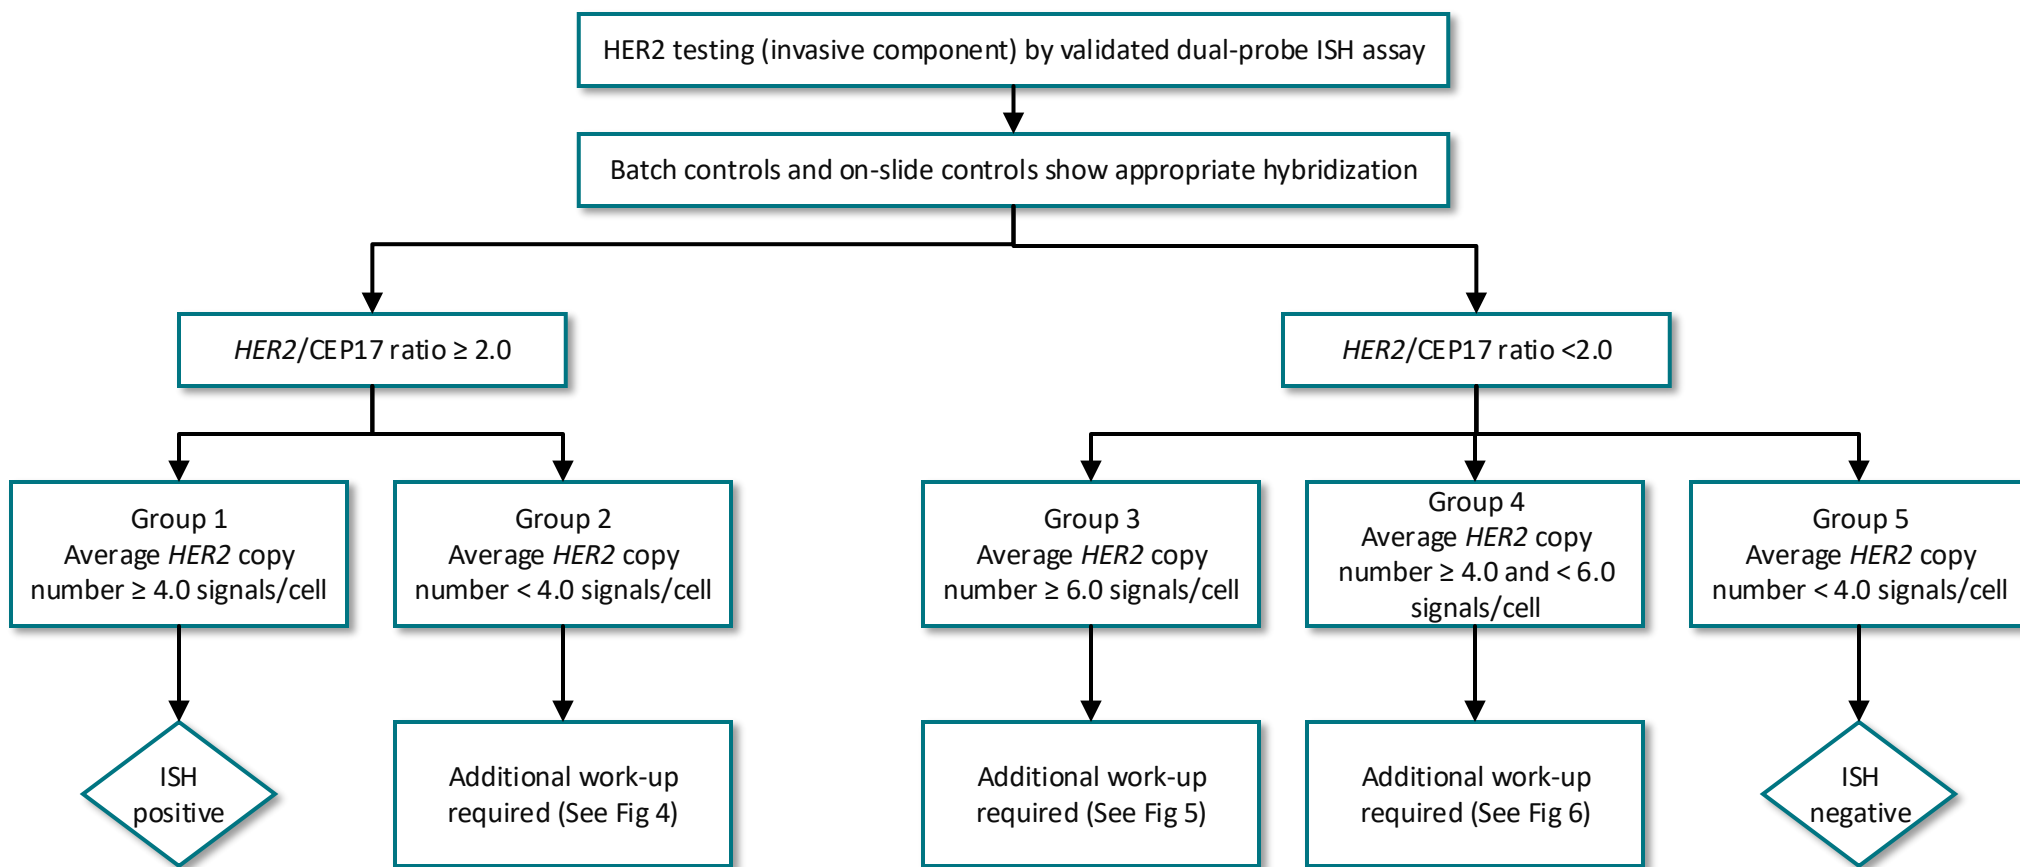 HER2 testing (invasive component) by validated dual-probe ISH assay
Batch controls and on-slide controls show appropriate hybridization
HER2/CEP17 ratio ≥ 2.0
HER2/CEP17 ratio <2.0
Group 1
Average HER2 copy
number ≥ 4.0 signals/cell
Group 2
Average HER2 copy
number < 4.0 signals/cell
Group 3
Average HER2 copy
number ≥ 6.0 signals/cell
Group 4
Average HER2 copy
number ≥ 4.0 and < 6.0
signals/cell
Group 5
Average HER2 copy
number < 4.0 signals/cell
ISH
positive
Additional work-up
required (See Fig 4)
Additional work-up
required (See Fig 5)
Additional work-up
required (See Fig 6)
ISH
negative